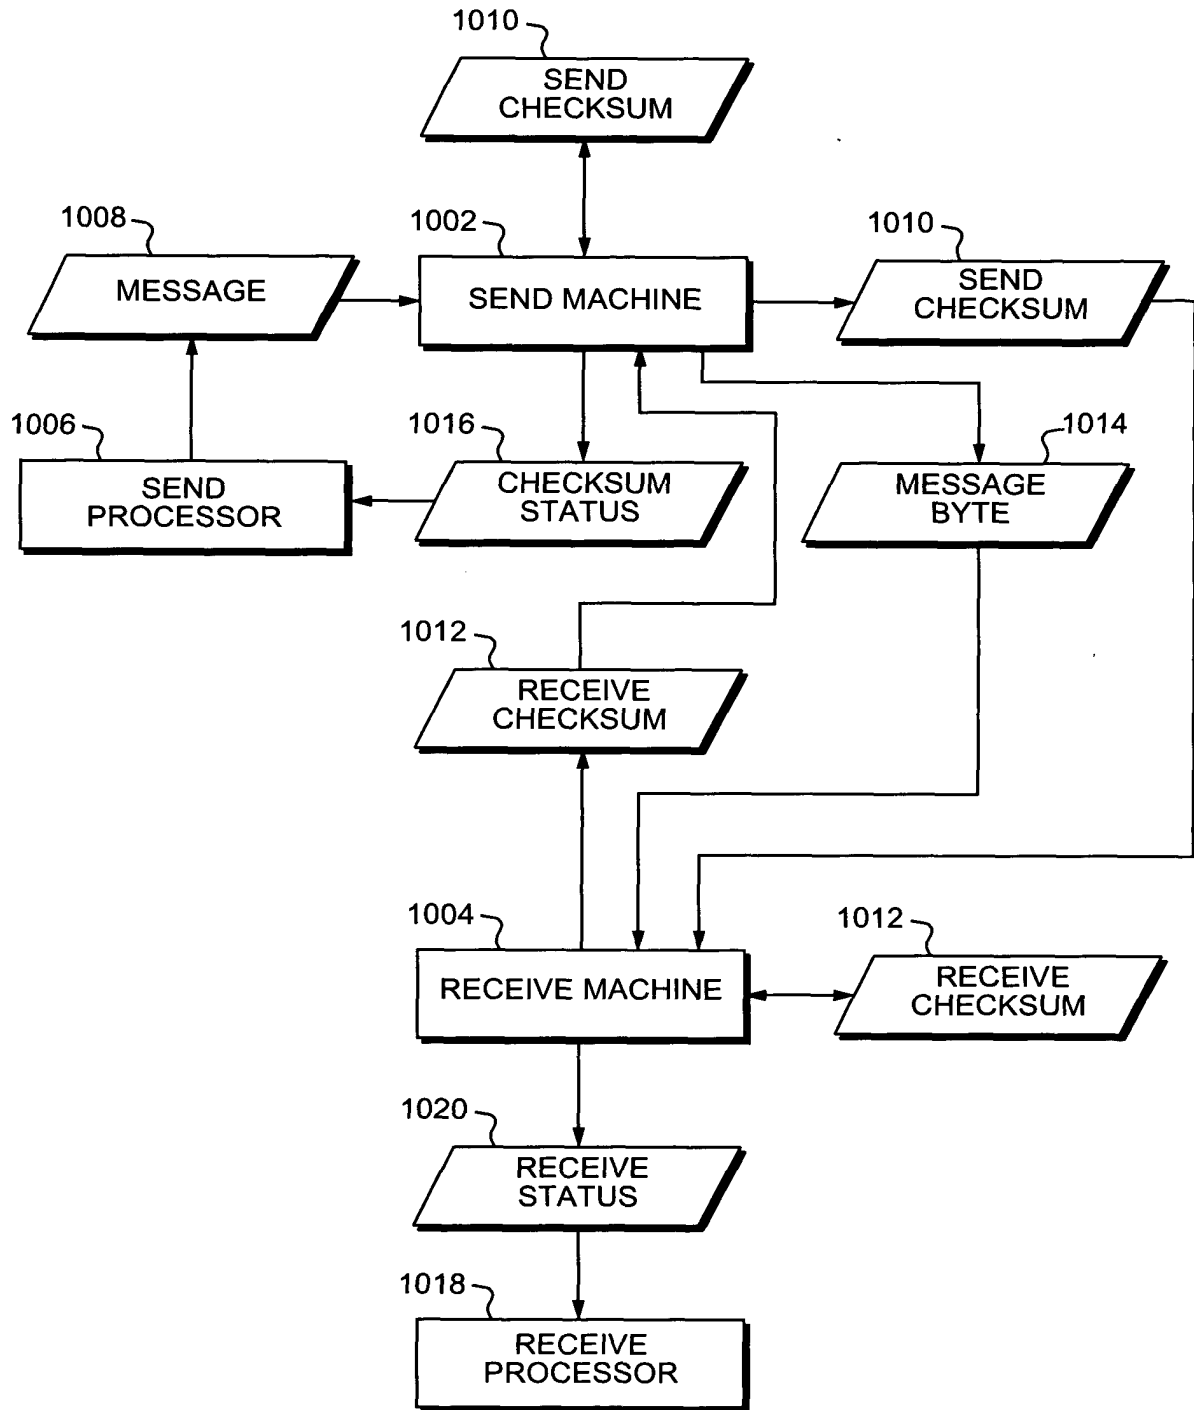 1010
SEND
CHECKSUM
1008
MESSAGE
1002
SEND MACHINE
1010
SEND
CHECKSUM
1006
SEND
PROCESSOR
1016
CHECKSUM
STATUS
1014
MESSAGE
BYTE
1012
RECEIVE
CHECKSUM
1004
RECEIVE MACHINE
1012
RECEIVE
CHECKSUM
1020
RECEIVE
STATUS
1018
RECEIVE
PROCESSOR